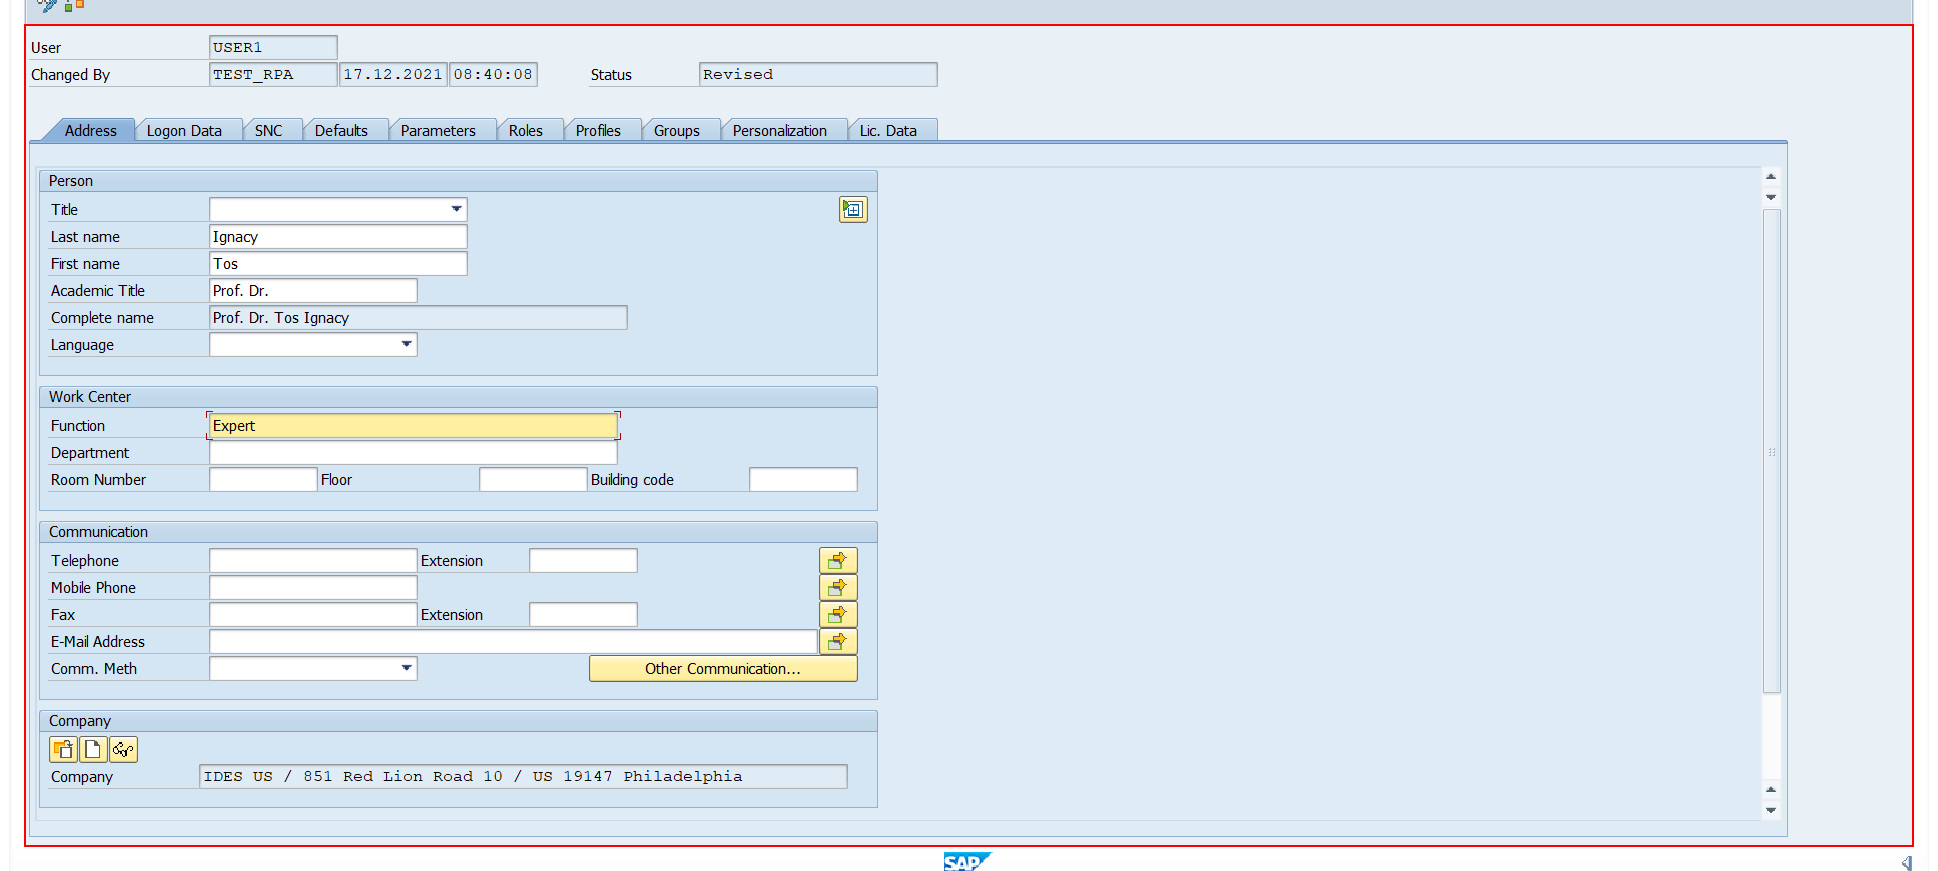 User USER1
Changed By TEST_RPA 17.12.2021 08:40:08 Status Revised
Address Logon Data SNC Defaults Parameters Roles Profiles Groups Personalization Lic. Data
Person
Title
Last name Ignacy
First name Tos
Academic Title Prof. Dr.
Complete name Prof. Dr. Tos Ignacy
Language
Work Center
Function Expert
Department
Room Number Floor Building code
Communication
Telephone Extension
Mobile Phone
Fax Extension
E-Mail Address
Comm. Meth Other Communication...
Company
Company IDES US / 851 Red Lion Road 10 / US 19147 Philadelphia
SAP